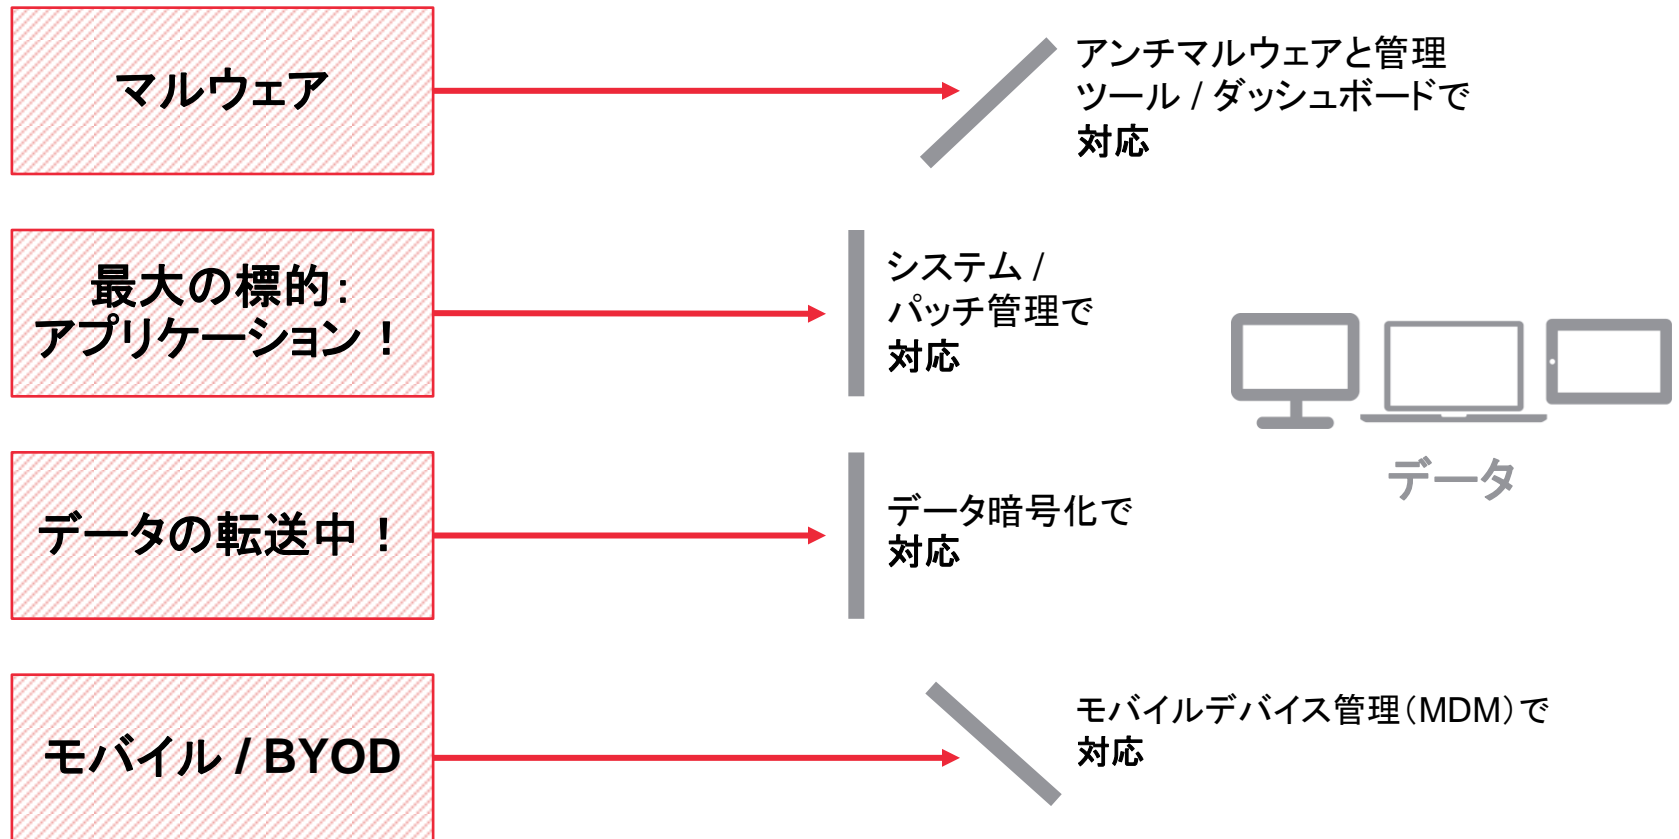 マルウェア
アンチマルウェアと管理
ツール / ダッシュボードで
対応
最大の標的：
アプリケーション！
システム /
パッチ管理で
対応
データ
データの転送中！
データ暗号化で
対応
モバイル / BYOD
モバイルデバイス管理（MDM）で
対応